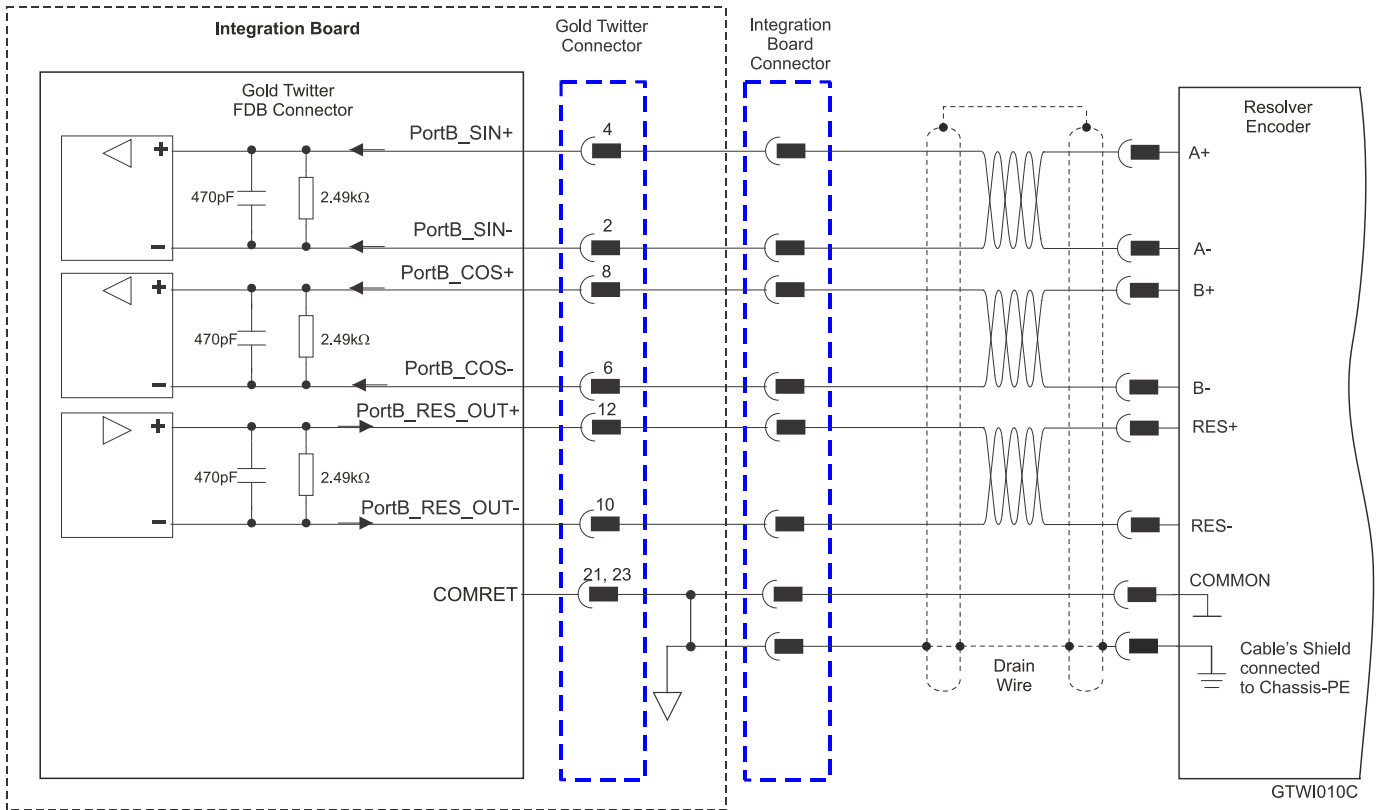 Integration Board
Gold Twitter
Connector
Integration
Board
Connector
Gold Twitter
FDB Connector
Resolver
Encoder
PortB_SIN+
4
A+
+
470pF
2.49kΩ
PortB_SIN-
2
A-
-
PortB_COS+
8
B+
+
470pF
2.49kΩ
PortB_COS-
6
B-
-
PortB_RES_OUT+
12
RES+
+
470pF
2.49kΩ
PortB_RES_OUT-
10
RES-
-
COMRET
21, 23
COMMON
Drain
Wire
Cable's Shield
connected
to Chassis-PE
GTWI010C